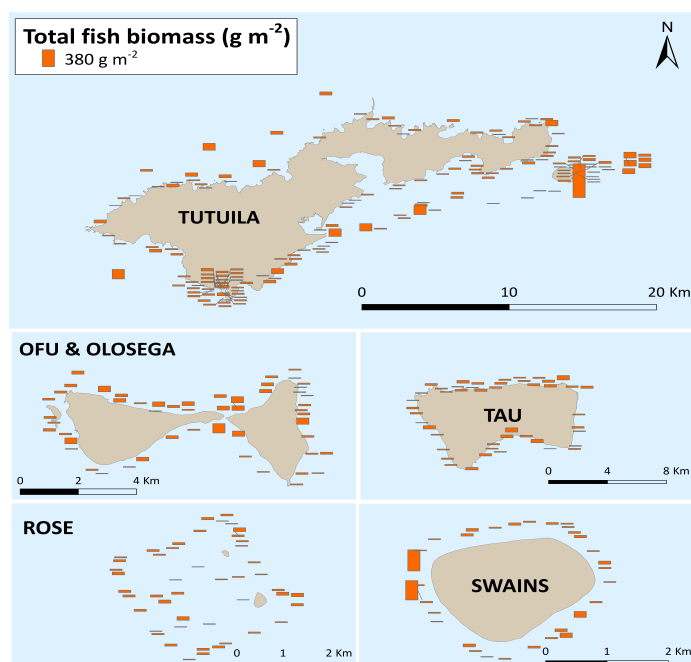 Total fish biomass (g m⁻²)
380 g m⁻²
N
TUTUILA
0 10 20 Km
OFU & OLOSEGA
0 2 4 Km
TAU
0 4 8 Km
ROSE
0 1 2 Km
SWAINS
0 1 2 Km